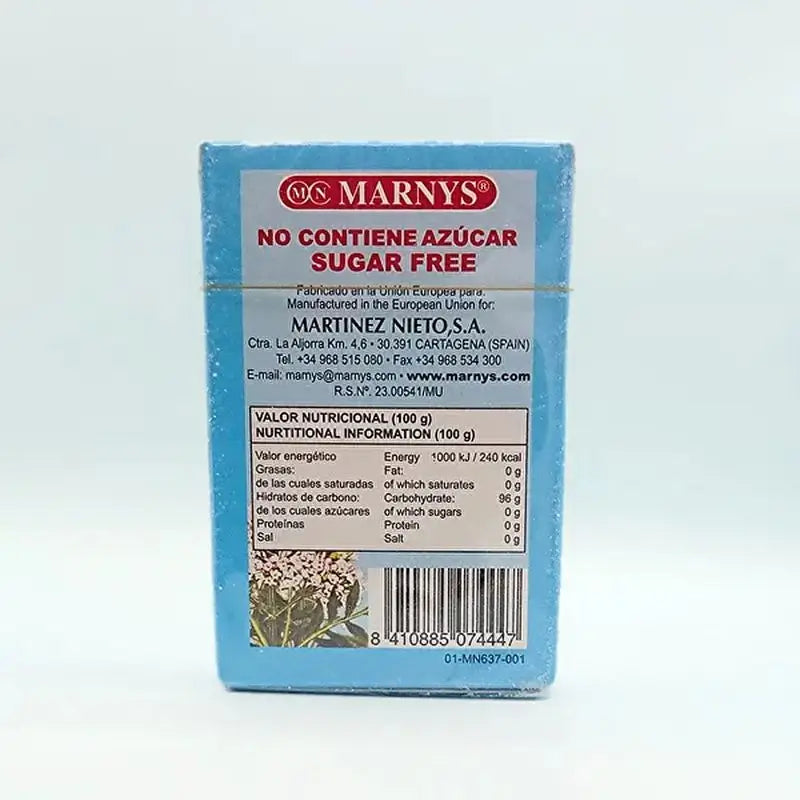 MN MARNYS®
NO CONTIENE AZÚCAR
SUGAR FREE
Fabricado en la Unión Europea para:
Manufactured in the European Union for:
MARTINEZ NIETO,S.A.
Ctra. La Aljorra Km. 4,6 • 30.391 CARTAGENA (SPAIN)
Tel. +34 968 515 080 • Fax +34 968 534 300
E-mail: marnys@marnys.com • www.marnys.com
R.S.Nº. 23.00541/MU
VALOR NUTRICIONAL (100 g)
NURTITIONAL INFORMATION (100 g)
Valor energético Energy 1000 kJ / 240 kcal
Grasas: Fat: 0 g
de las cuales saturadas of which saturates 0 g
Hidratos de carbono: Carbohydrate: 96 g
de los cuales azúcares of which sugars 0 g
Proteínas Protein 0 g
Sal Salt 0 g
8 410885 074447
01-MN637-001